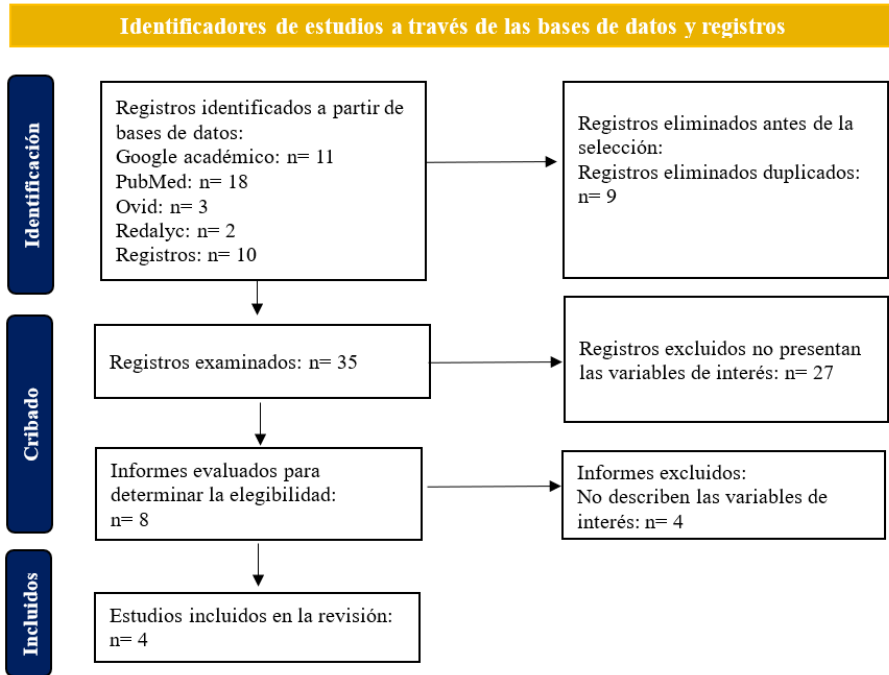 Identificadores de estudios a través de las bases de datos y registros
Identificación
Registros identificados a partir de
bases de datos:
Google académico: n= 11
PubMed: n= 18
Ovid: n= 3
Redalyc: n= 2
Registros: n= 10
Registros eliminados antes de la
selección:
Registros eliminados duplicados:
n= 9
Cribado
Registros examinados: n= 35
Registros excluidos no presentan
las variables de interés: n= 27
Informes evaluados para
determinar la elegibilidad:
n= 8
Informes excluidos:
No describen las variables de
interés: n= 4
Incluidos
Estudios incluidos en la revisión:
n= 4